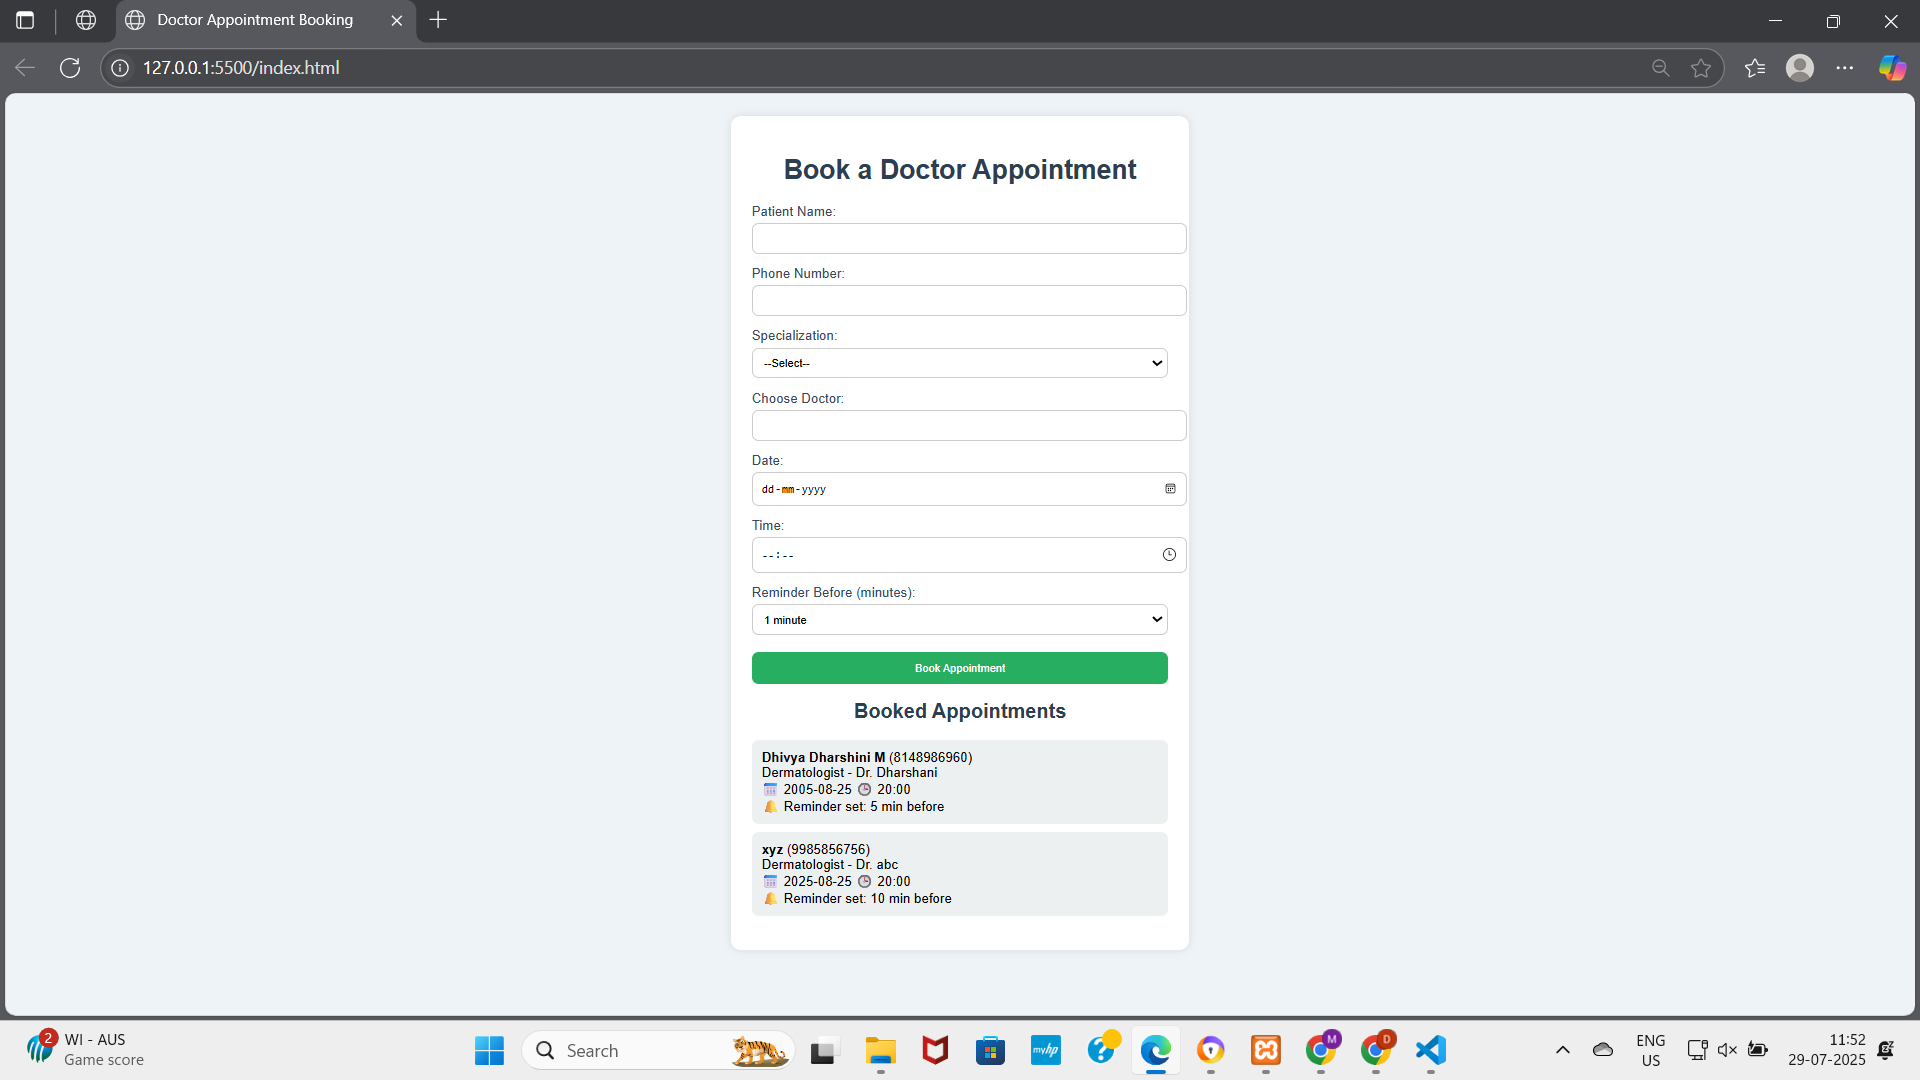 Doctor Appointment Booking
127.0.0.1:5500/index.html
Book a Doctor Appointment
Patient Name:
Phone Number:
Specialization:
--Select--
Choose Doctor:
Date:
dd-mm-yyyy
Time:
--:--
Reminder Before (minutes):
1 minute
Book Appointment
Booked Appointments
Dhivya Dharshini M (8148986960)
Dermatologist - Dr. Dharshani
2005-08-25 20:00
Reminder set: 5 min before
xyz (9985856756)
Dermatologist - Dr. abc
2025-08-25 20:00
Reminder set: 10 min before
2
WI - AUS
Game score
Search
myhp
M
D
ENG
US
11:52
29-07-2025